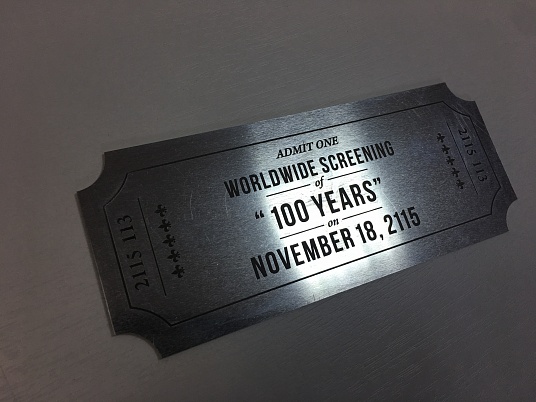 ADMIT ONE
WORLDWIDE SCREENING
of
“ 100 YEARS”
on
NOVEMBER 18, 2115
2115 113
2115 113